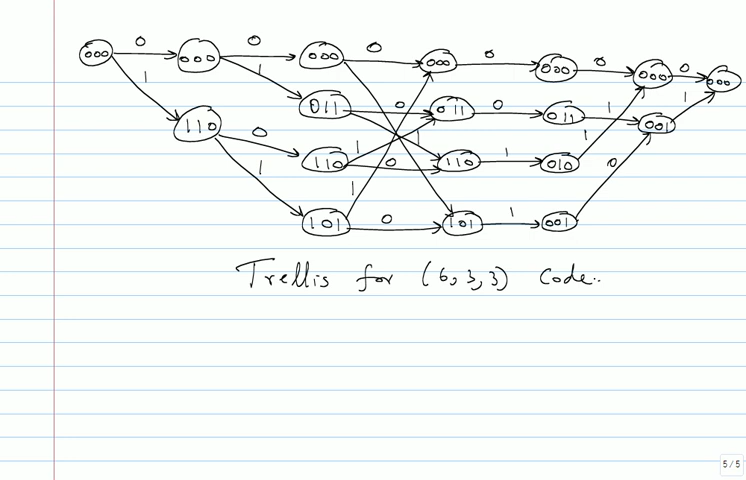 0 0 0 0 0 0
000 000 000 000 000 000 000
1 1 0 0 1 1
011 011 011 001
110 0 1 1 1
110 0 110 1 010 0
1 1
101 0 101 1 001
Trellis for (6,3,3) code..
5/5